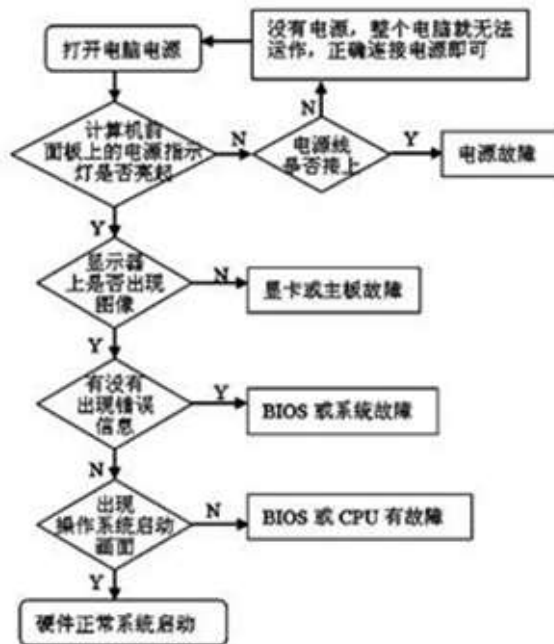 打开电脑电源
没有电源，整个电脑就无法
运作，正确连接电源即可
N
计算机前
面板上的电源指示
灯是否亮起
N
电源线
是否接上
Y
电源故障
Y
显示器
上是否出现
图像
N
显卡或主板故障
Y
有没有
出现错误
信息
Y
BIOS 或系统故障
N
出现
操作系统启动
画面
N
BIOS 或 CPU 有故障
Y
硬件正常系统启动